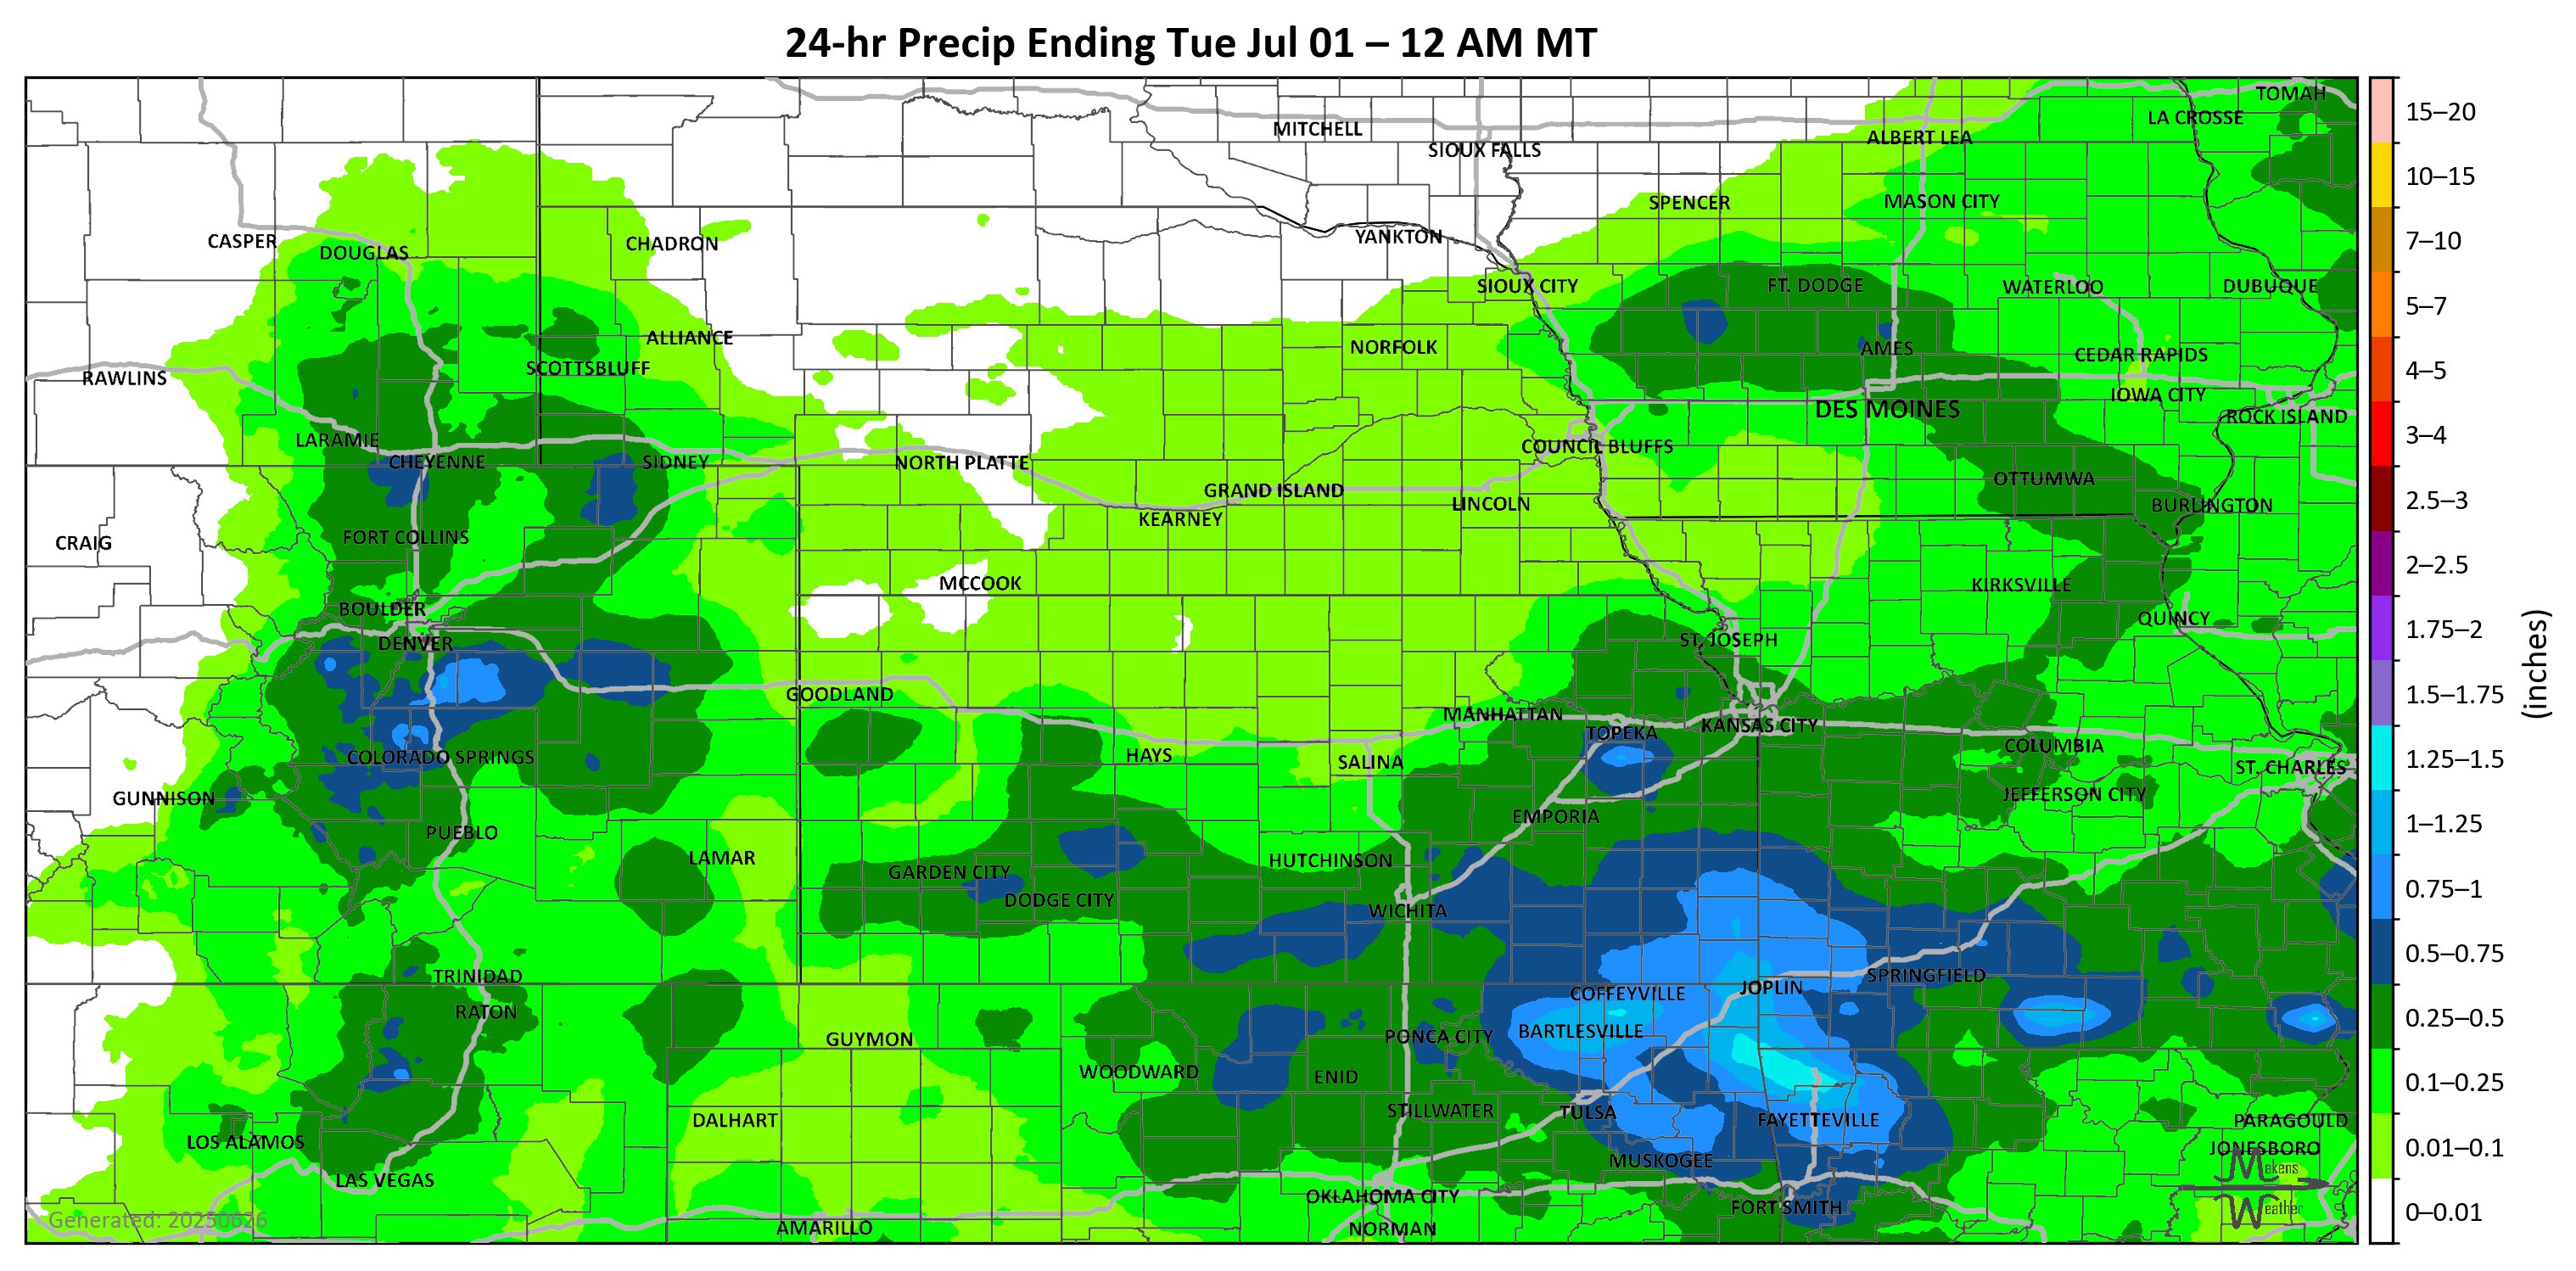 24-hr Precip Ending Tue Jul 01 – 12 AM MT
TOMAH
LA CROSSE
MITCHELL
ALBERT LEA
SIOUX FALLS
SPENCER
MASON CITY
CASPER
DOUGLAS
CHADRON
YANKTON
SIOUX CITY
FT. DODGE
WATERLOO
DUBUQUE
ALLIANCE
NORFOLK
AMES
CEDAR RAPIDS
RAWLINS
SCOTTSBLUFF
IOWA CITY
DES MOINES
ROCK ISLAND
LARAMIE
COUNCIL BLUFFS
CHEYENNE
SIDNEY
NORTH PLATTE
OTTUMWA
GRAND ISLAND
LINCOLN
BURLINGTON
KEARNEY
CRAIG
FORT COLLINS
MCCOOK
KIRKSVILLE
BOULDER
QUINCY
DENVER
ST. JOSEPH
GOODLAND
MANHATTAN
KANSAS CITY
TOPEKA
COLUMBIA
COLORADO SPRINGS
HAYS
SALINA
ST. CHARLES
GUNNISON
JEFFERSON CITY
EMPORIA
PUEBLO
LAMAR
HUTCHINSON
GARDEN CITY
DODGE CITY
WICHITA
TRINIDAD
SPRINGFIELD
JOPLIN
COFFEYVILLE
RATON
BARTLESVILLE
PONCA CITY
GUYMON
WOODWARD
ENID
STILLWATER
TULSA
DALHART
FAYETTEVILLE
PARAGOULD
LOS ALAMOS
JONESBORO
MUSKOGEE
LAS VEGAS
OKLAHOMA CITY
FORT SMITH
AMARILLO
NORMAN
Generated: 20250626
Makens
Weather
15–20
10–15
7–10
5–7
4–5
3–4
2.5–3
2–2.5
1.75–2
1.5–1.75
1.25–1.5
1–1.25
0.75–1
0.5–0.75
0.25–0.5
0.1–0.25
0.01–0.1
0–0.01
(inches)